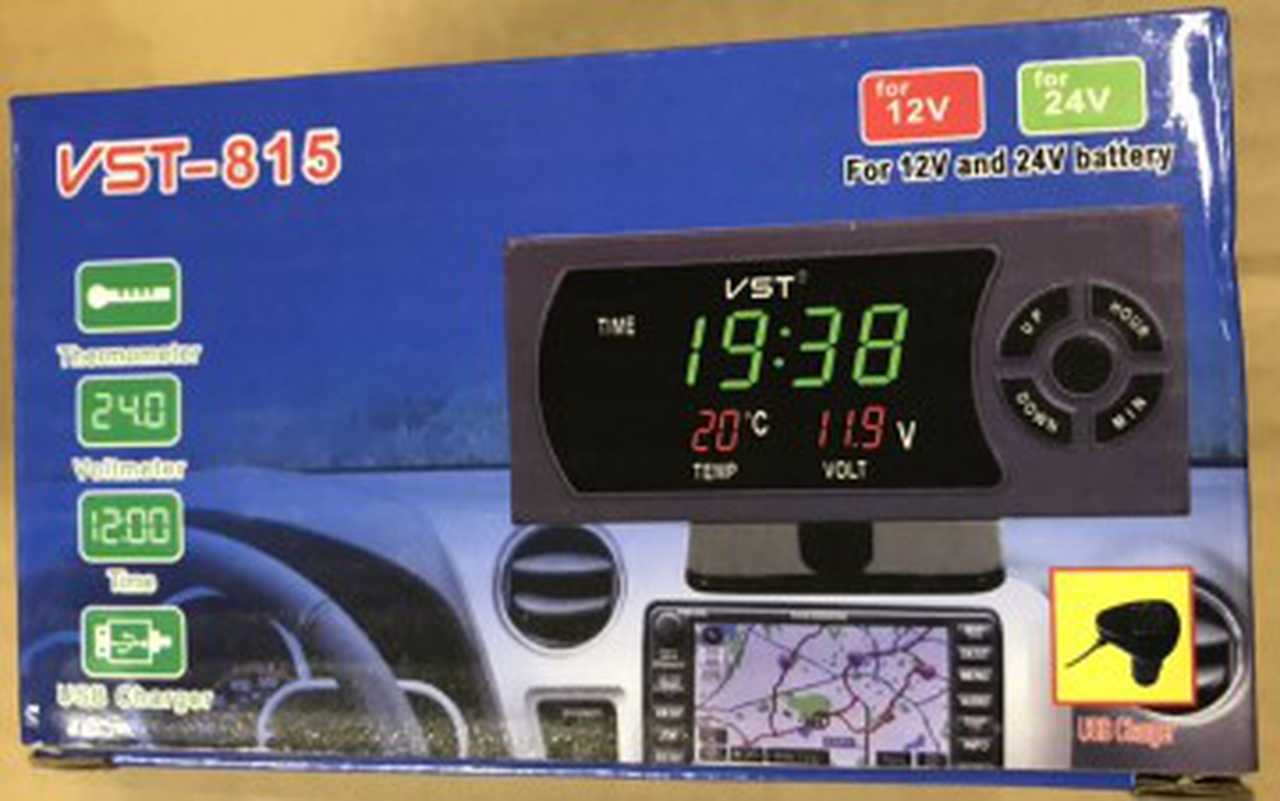 VST-815
for
12V
for
24V
For 12V and 24V battery
Thermometer
24.0
Voltmeter
12:00
Time
USB Charger
VST®
TIME
19:38
20 °C
11.9 V
TEMP
VOLT
UP
HOUR
DOWN
MIN
USB Charger